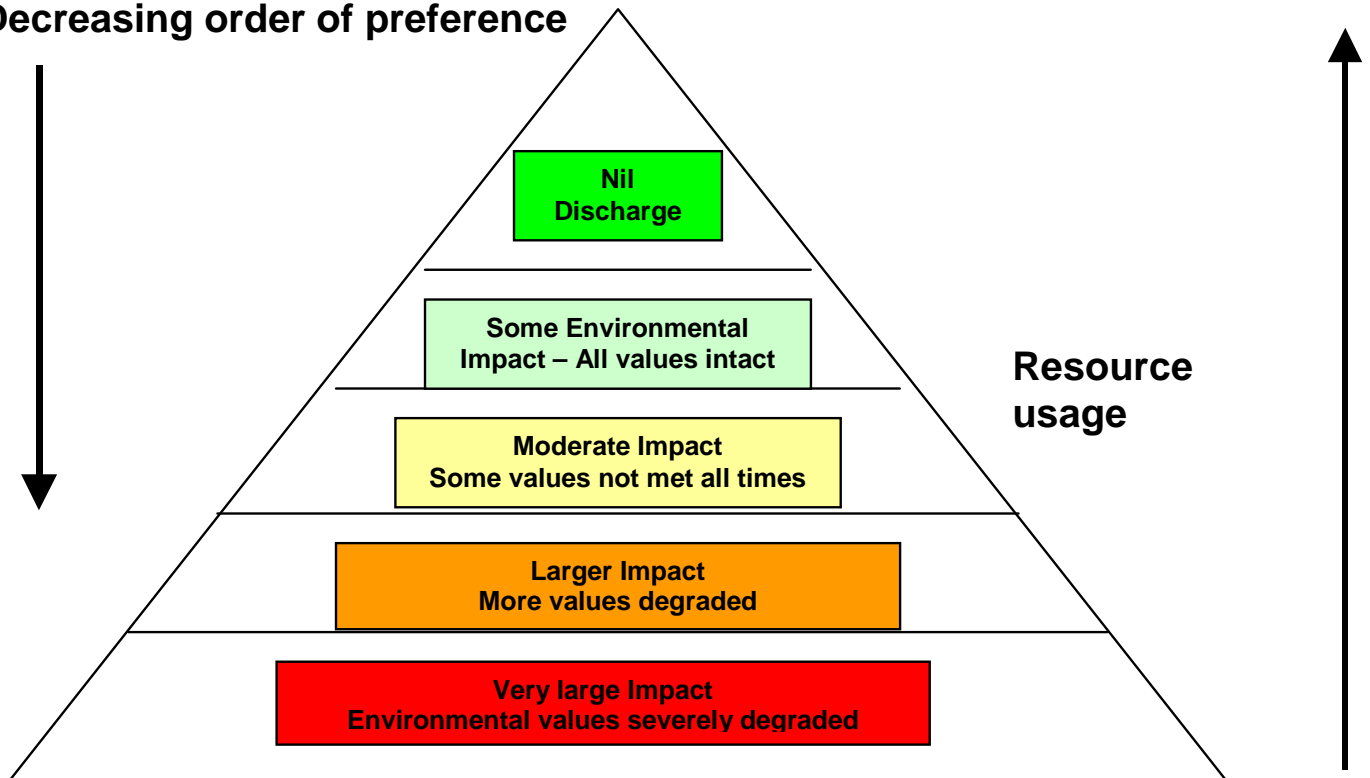 Decreasing order of preference
Nil
Discharge
Some Environmental
Impact – All values intact
Resource
usage
Moderate Impact
Some values not met all times
Larger Impact
More values degraded
Very large Impact
Environmental values severely degraded